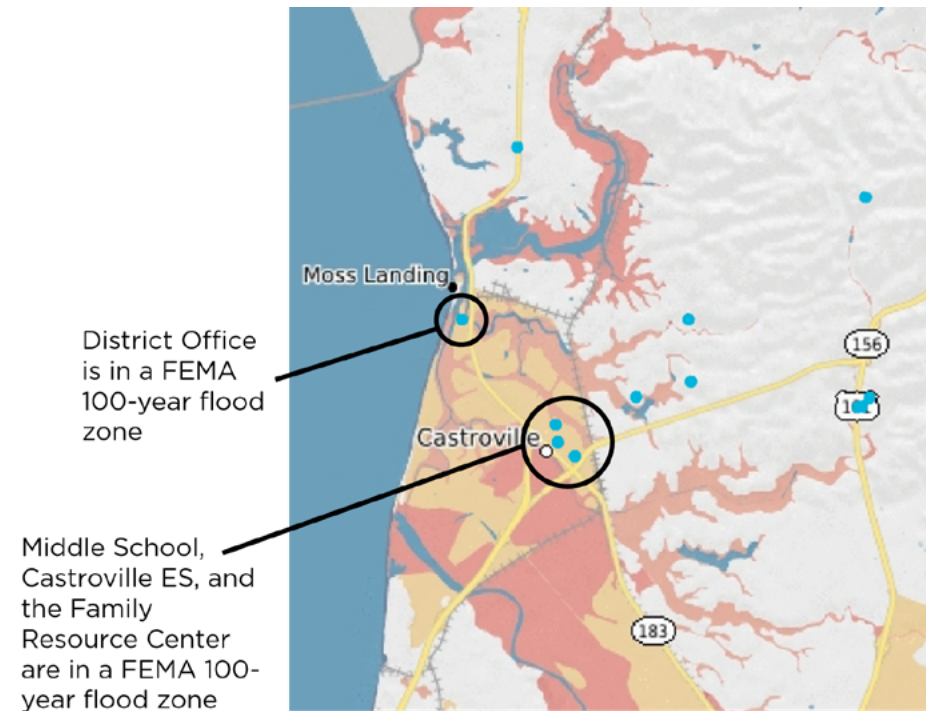 Moss Landing
District Office
is in a FEMA
100-year flood
zone
156
Castroville
Middle School,
Castroville ES, and
the Family
Resource Center
are in a FEMA 100-
year flood zone
183